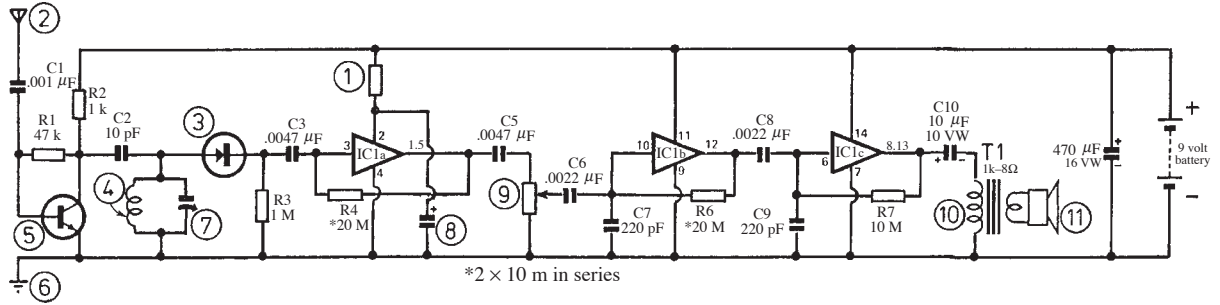 2
C1
.001 μF
R1
47 k
R2
1 k
C2
10 pF
3
4
5
6
7
R3
1 M
C3
.0047 μF
1
3
2
IC1a
4
1.5
R4
*20 M
+
8
C5
.0047 μF
9
C6
.0022 μF
C7
220 pF
10
11
IC1b
9
12
R6
*20 M
C8
.0022 μF
C9
220 pF
6
14
IC1c
7
8.13
R7
10 M
C10
10 μF
10 VW
+ −
T1
1k–8Ω
10
11
470 μF
16 VW
+
−
+
9 volt
battery
−
*2 × 10 m in series